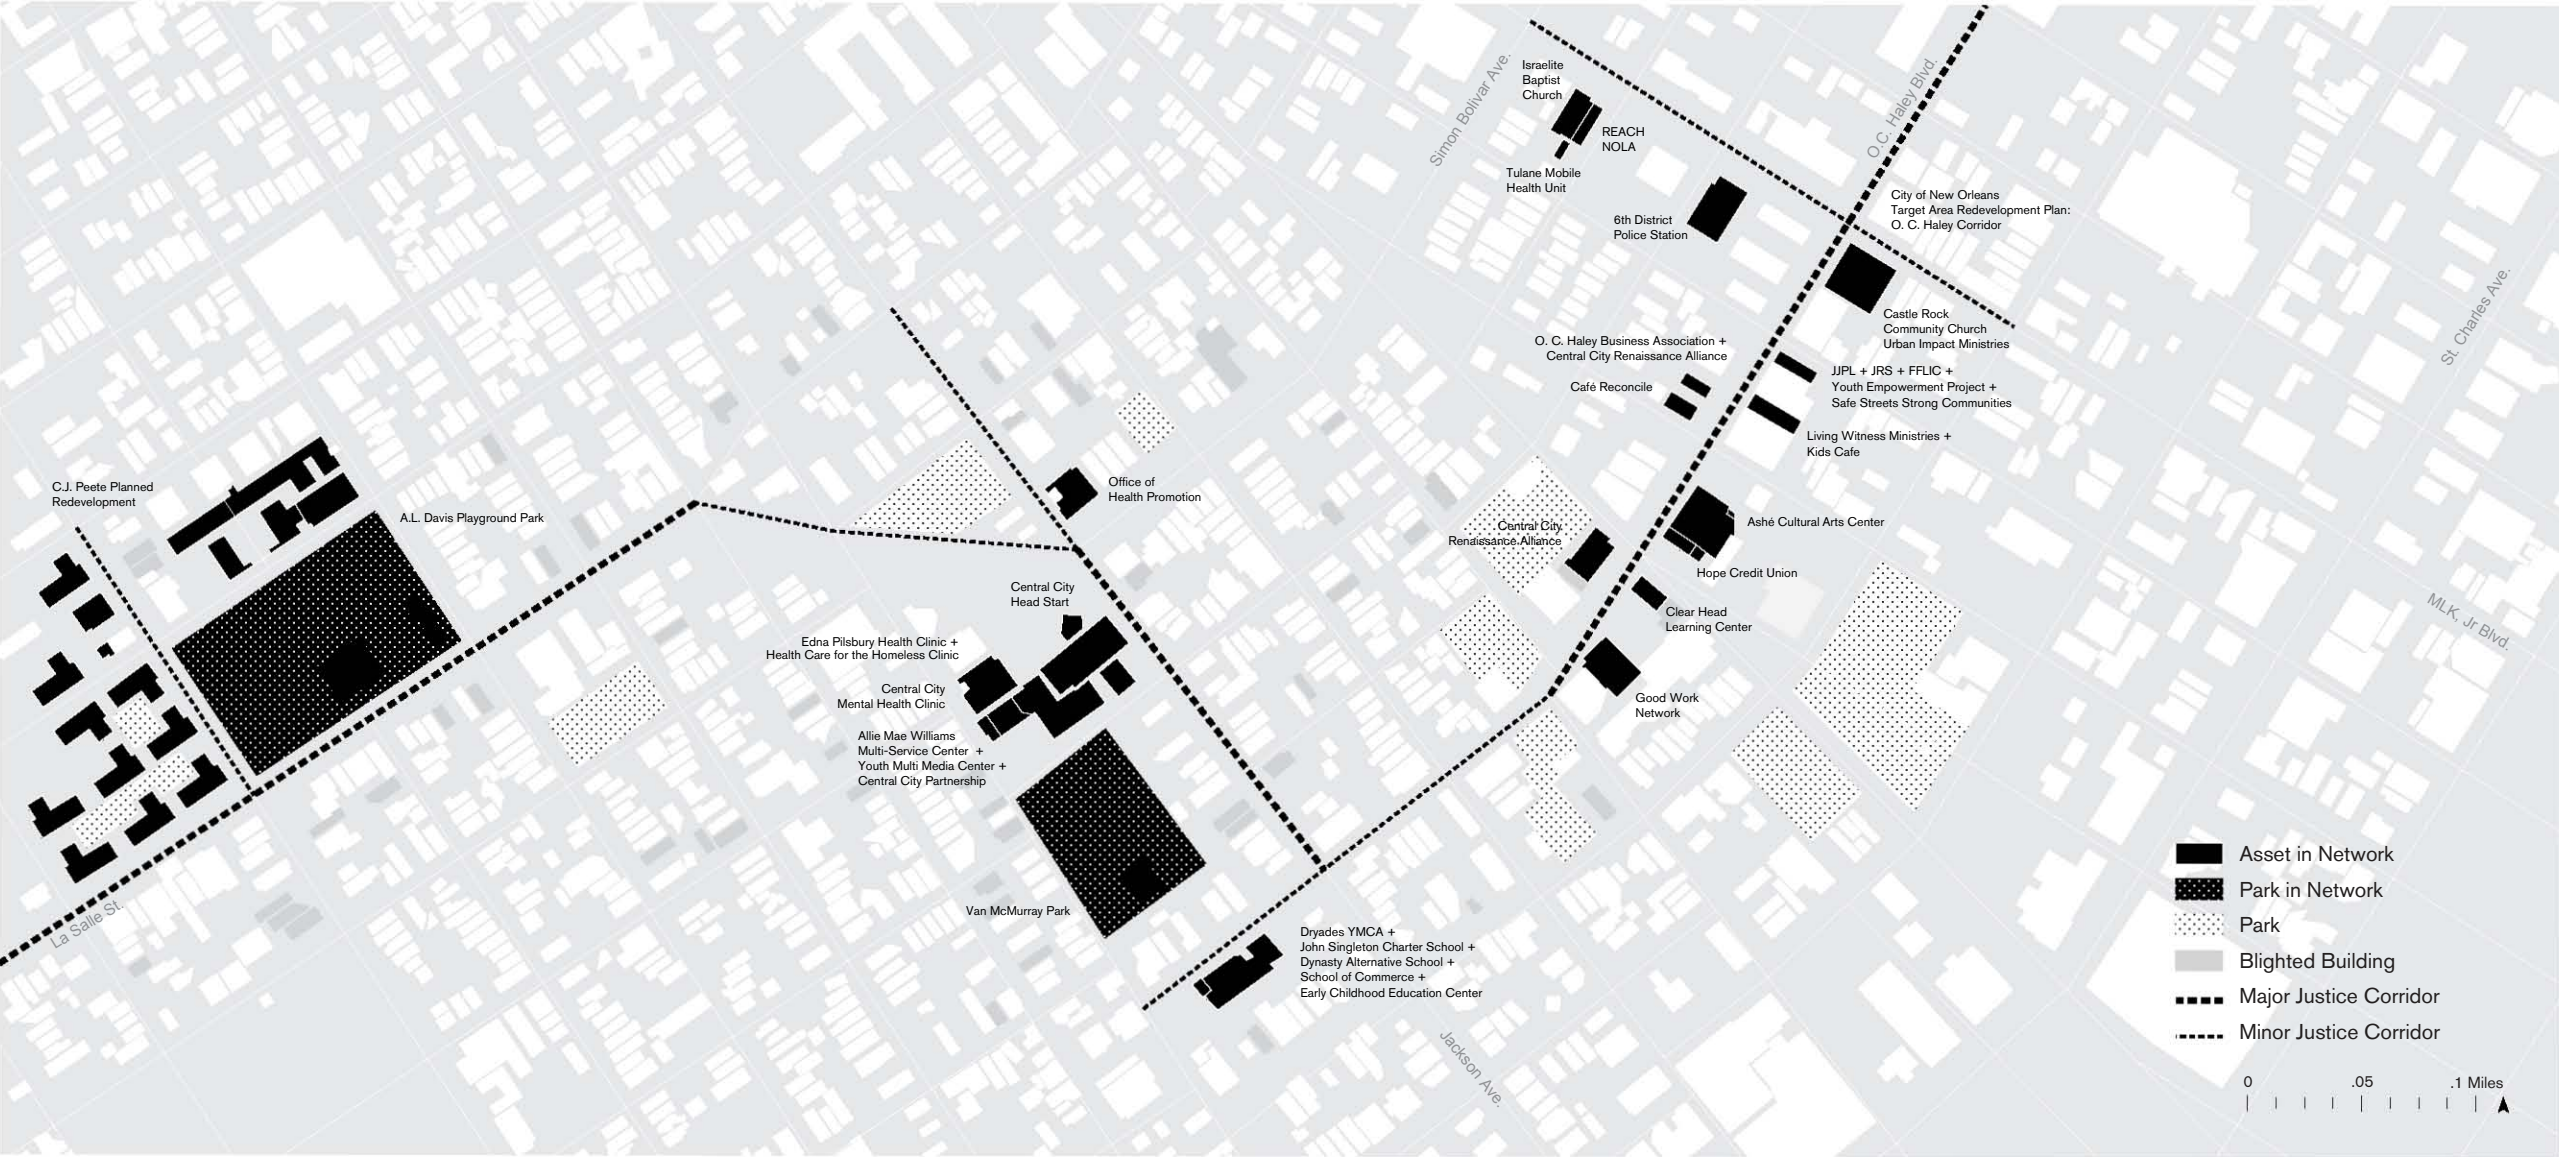 Simon Bolivar Ave.
Israelite
Baptist
Church
REACH
NOLA
Tulane Mobile
Health Unit
6th District
Police Station
O.C. Haley Blvd.
City of New Orleans
Target Area Redevelopment Plan:
O. C. Haley Corridor
Castle Rock
Community Church
Urban Impact Ministries
O. C. Haley Business Association +
Central City Renaissance Alliance
Café Reconcile
JJPL + JRS + FFLIC +
Youth Empowerment Project +
Safe Streets Strong Communities
Living Witness Ministries +
Kids Cafe
St. Charles Ave.
C.J. Peete Planned
Redevelopment
A.L. Davis Playground Park
Office of
Health Promotion
Central City
Renaissance Alliance
Ashé Cultural Arts Center
Hope Credit Union
Clear Head
Learning Center
Good Work
Network
MLK, Jr Blvd.
Central City
Head Start
Edna Pilsbury Health Clinic +
Health Care for the Homeless Clinic
Central City
Mental Health Clinic
Allie Mae Williams
Multi-Service Center +
Youth Multi Media Center +
Central City Partnership
Van McMurray Park
La Salle St.
Dryades YMCA +
John Singleton Charter School +
Dynasty Alternative School +
School of Commerce +
Early Childhood Education Center
Jackson Ave.
Asset in Network
Park in Network
Park
Blighted Building
Major Justice Corridor
Minor Justice Corridor
0 .05 .1 Miles